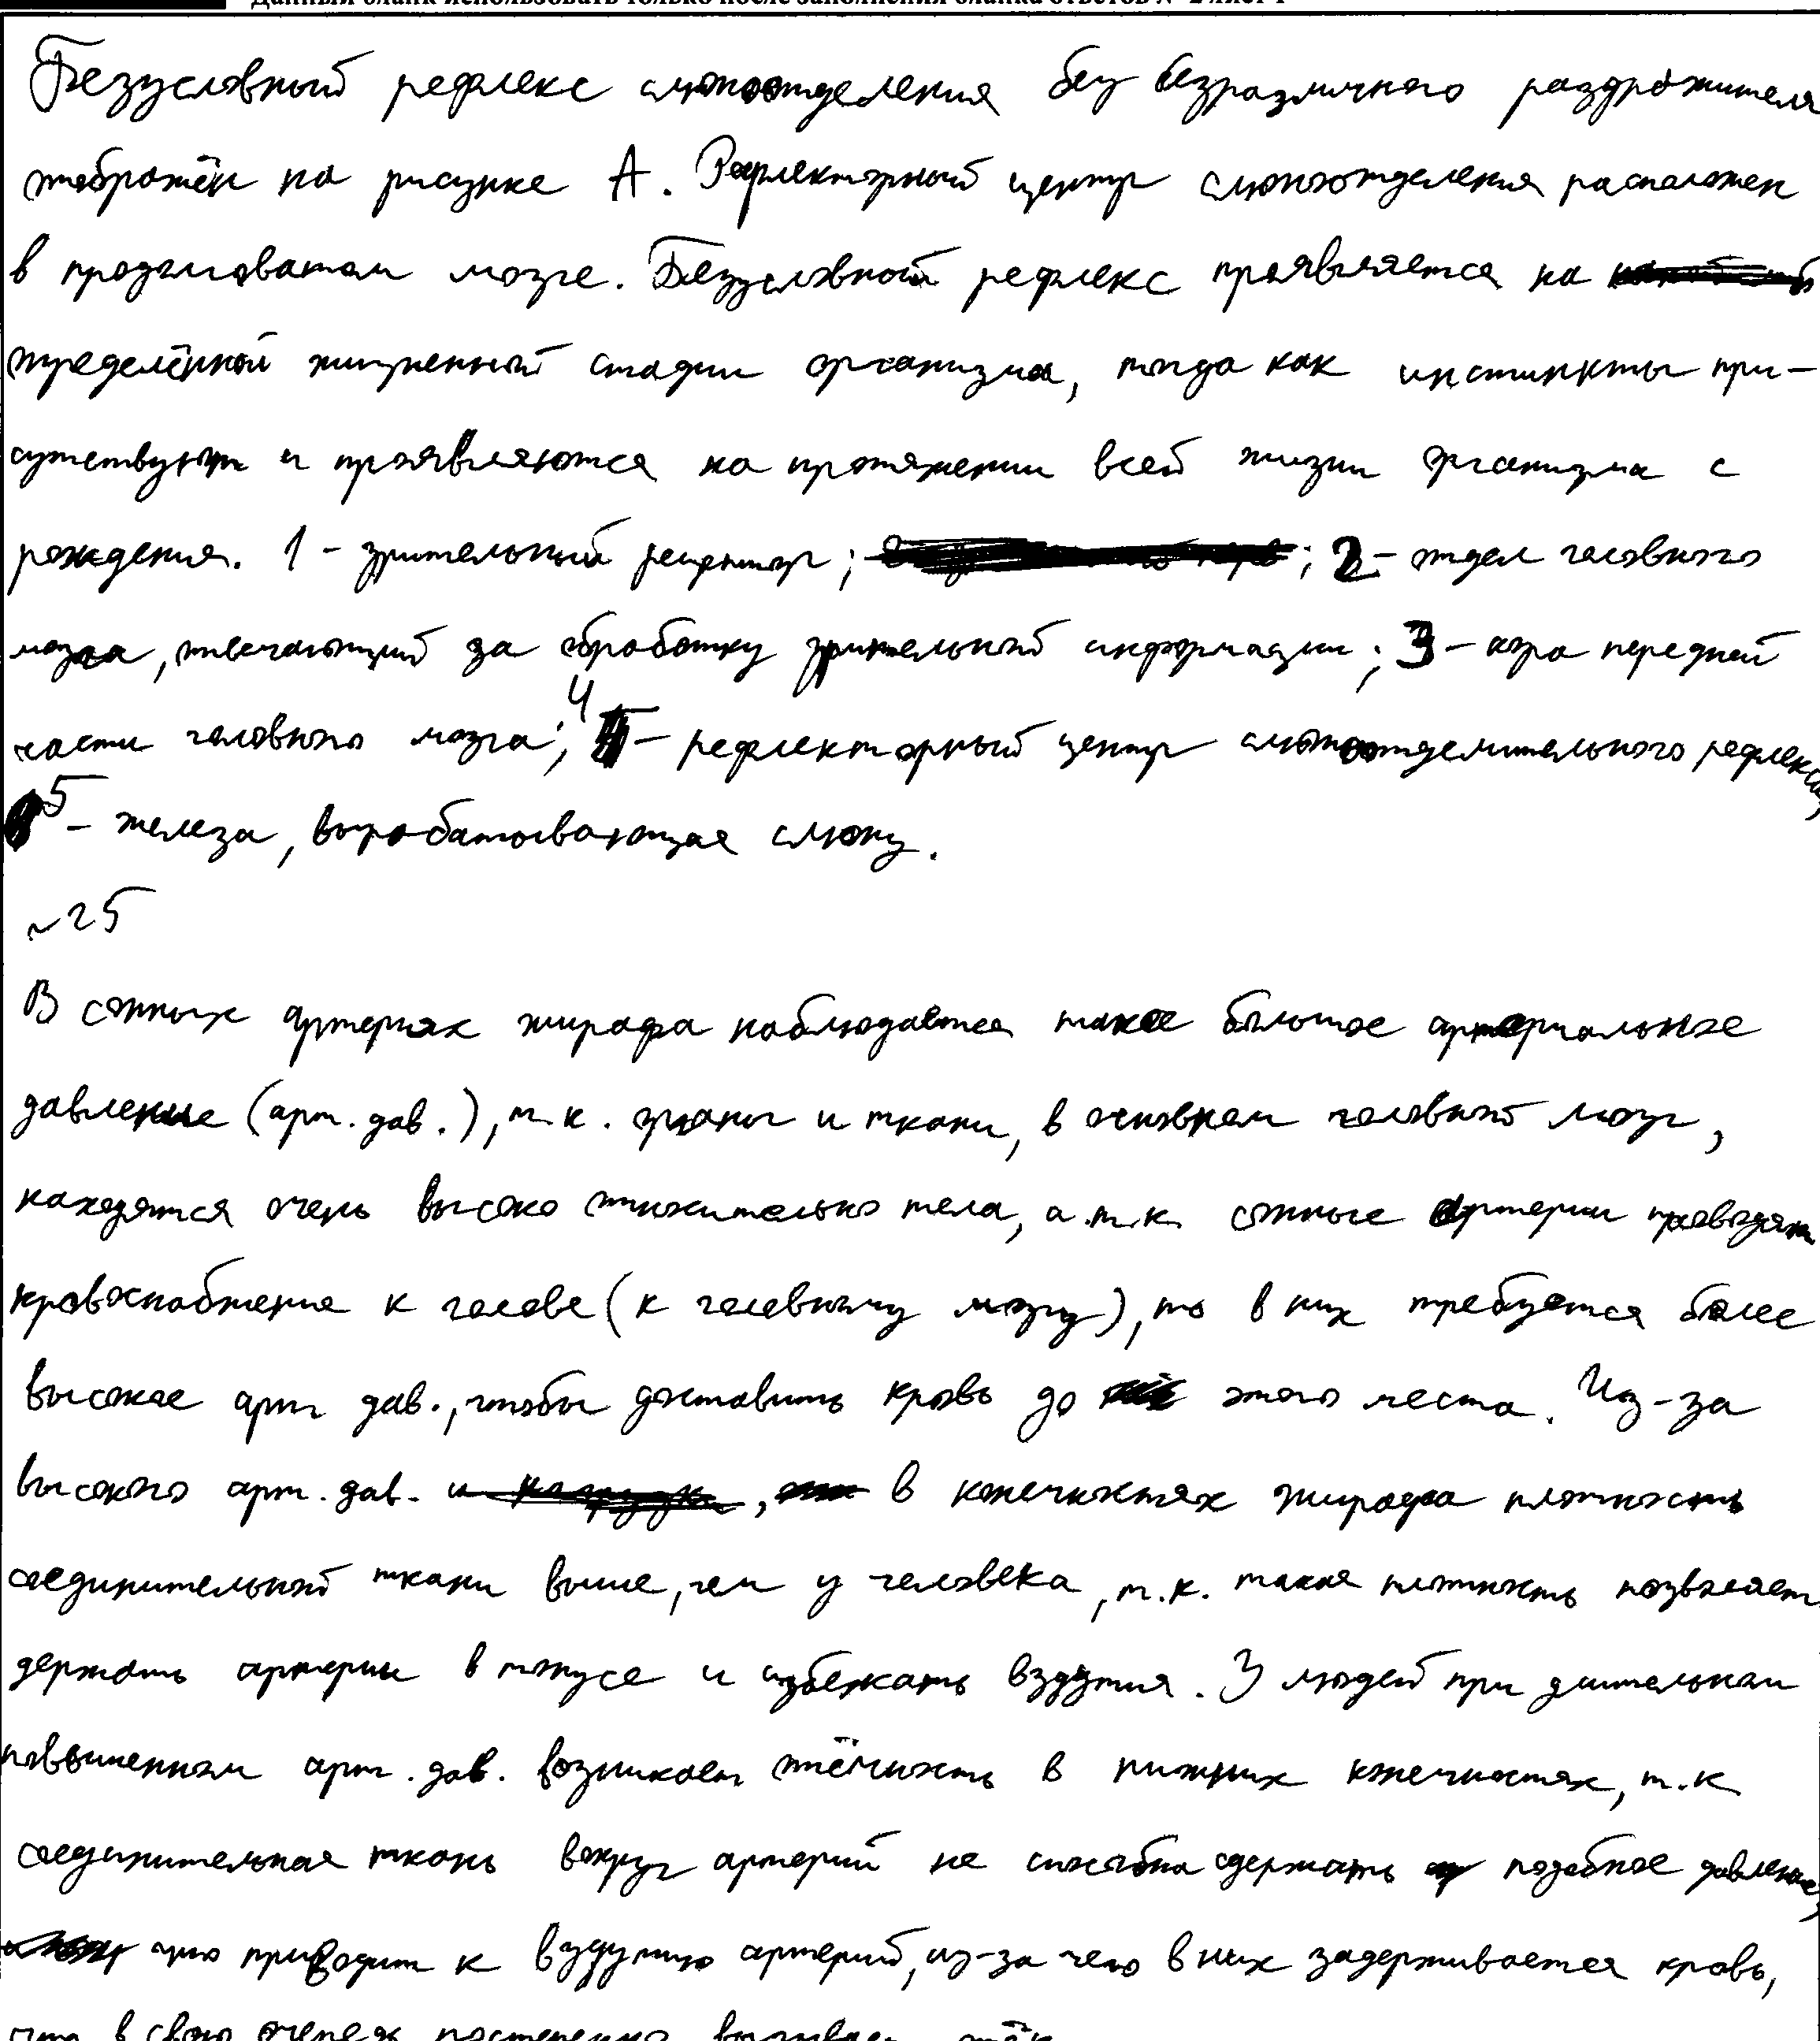 Данный бланк использовать только после заполнения бланка ответов № 2 лист 1
Безусловный рефлекс слюноотделения без безразличного раздражителя
изображён на рисунке А. Рефлекторный центр слюноотделения расположен
в продолговатом мозге. Безусловный рефлекс проявляется на
определённой жизненной стадии организма, тогда как инстинкты при-
сутствуют и проявляются на протяжении всей жизни организма с
рождения. 1 - зрительный рецептор; ; 2 - отдел головного
мозга, отвечающий за обработку зрительной информации; 3 - кора передней
части головного мозга; 4 - рефлекторный центр слюноотделительного рефлекса;
5 - железа, вырабатывающая слюну.
~25
В сонных артериях жирафа наблюдается такое большое артериальное
давление (арт. дав.), т.к. органы и ткани, в основном головной мозг,
находятся очень высоко относительно тела, а т.к. сонные артерии проводят
кровоснабжение к голове (к головному мозгу), то в них требуется более
высокое арт дав., чтобы доставить кровь до этого места. Из-за
высокого арт. дав. , в конечностях жирафа плотность
соединительной ткани выше, чем у человека, т.к. такая плотность позволяет
держать артерии в тонусе и избежать вздутия. У людей при длительном
повышенном арт. дав. возникает отёчность в нижних конечностях, т.к
соединительная ткань вокруг артерий не способна сдержать подобное давление,
что приводит к вздутию артерий, из-за чего в них задерживается кровь,
что в свою очередь постепенно вызывает отёк